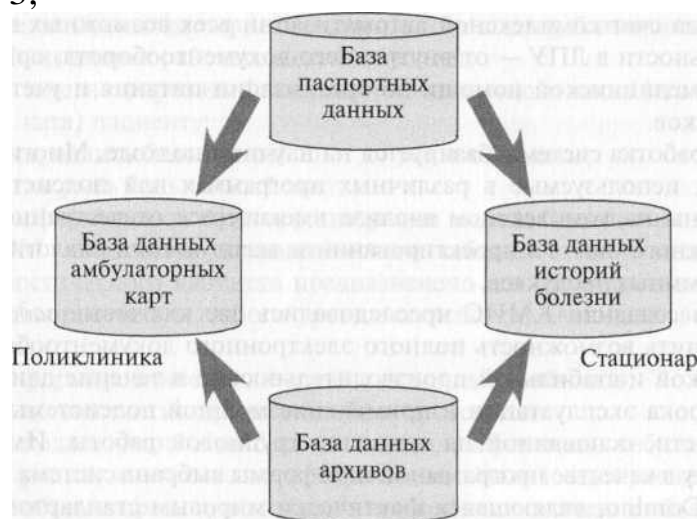 База
паспортных
данных
База данных
амбулаторных
карт
База данных
историй
болезни
Поликлиника
Стационар
База данных
архивов